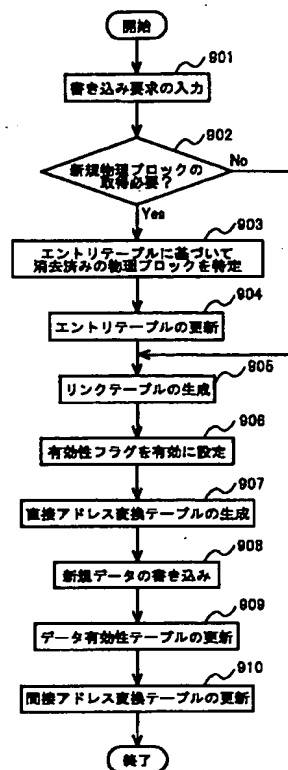 開始
901
書き込み要求の入力
902
新規物理ブロックの
取得必要?
No
Yes
903
エントリテーブルに基づいて
消去済みの物理ブロックを特定
904
エントリテーブルの更新
905
リンクテーブルの生成
906
有効性フラグを有効に設定
907
直接アドレス変換テーブルの生成
908
新規データの書き込み
909
データ有効性テーブルの更新
910
間接アドレス変換テーブルの更新
終了